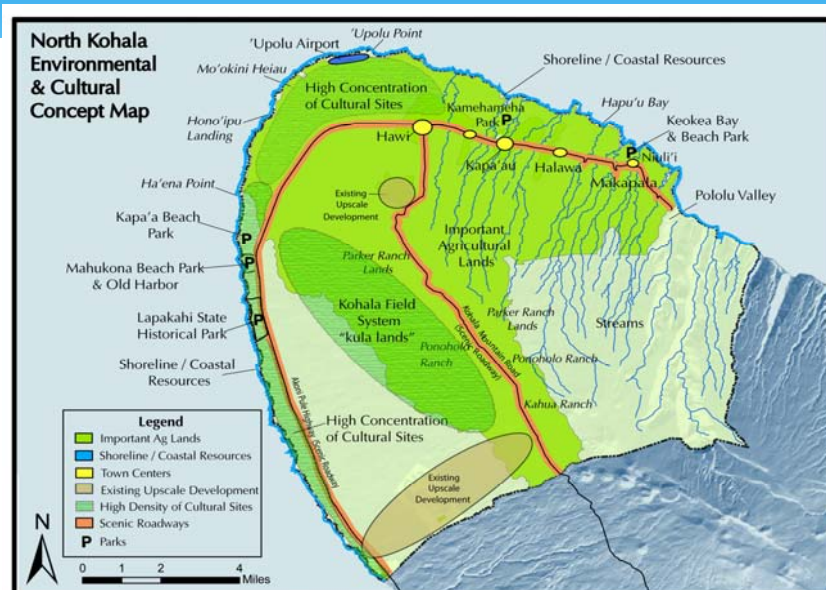 North Kohala
Environmental
& Cultural
Concept Map
'Upolu Point
'Upolu Airport
Mo'okini Heiau
Shoreline / Coastal Resources
High Concentration
of Cultural Sites
Kamehameha
Park
P
Hapu'u Bay
Hono'ipu
Landing
Keokea Bay
& Beach Park
P
Hawi
Kapa'au
Halawa
Niuli'i
Makapala
Ha'ena Point
Existing
Upscale
Development
Pololu Valley
Kapa'a Beach
Park
P
Important
Agricultural
Lands
Parker Ranch
Lands
Mahukona Beach Park
& Old Harbor
P
Kohala Field
System
"kula lands"
Kohala Mountain Road
(Scenic Roadway)
Parker Ranch
Lands
Streams
Lapakahi State
Historical Park
P
Ponoholo
Ranch
Ponoholo Ranch
Shoreline / Coastal
Resources
Kahua Ranch
Akoni Pule Highway (Scenic Roadway)
High Concentration
of Cultural Sites
Existing
Upscale
Development
Legend
Important Ag Lands
Shoreline / Coastal Resources
Town Centers
Existing Upscale Development
High Density of Cultural Sites
Scenic Roadways
P Parks
N
0 1 2 4
Miles